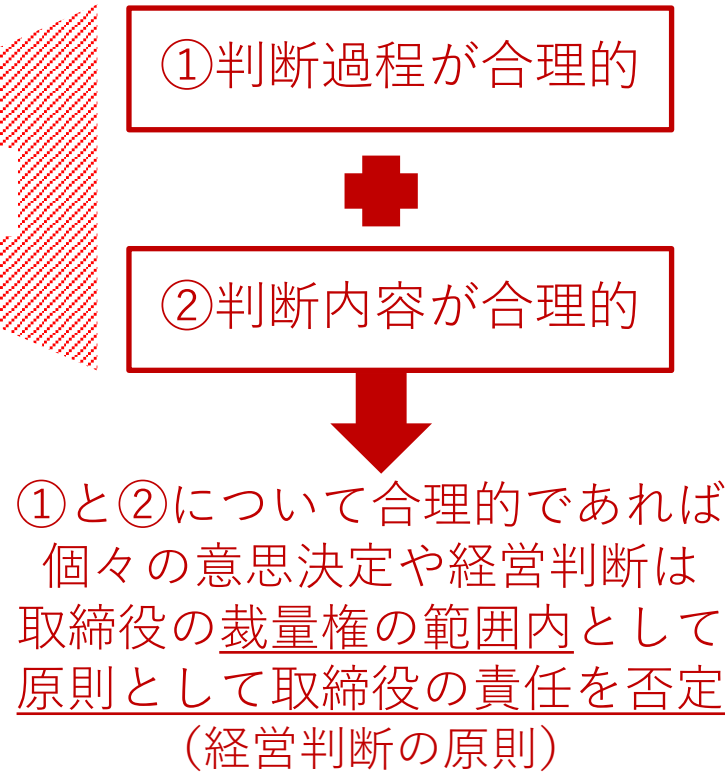 ①判断過程が合理的
②判断内容が合理的
①と②について合理的であれば
個々の意思決定や経営判断は
取締役の裁量権の範囲内として
原則として取締役の責任を否定
（経営判断の原則）